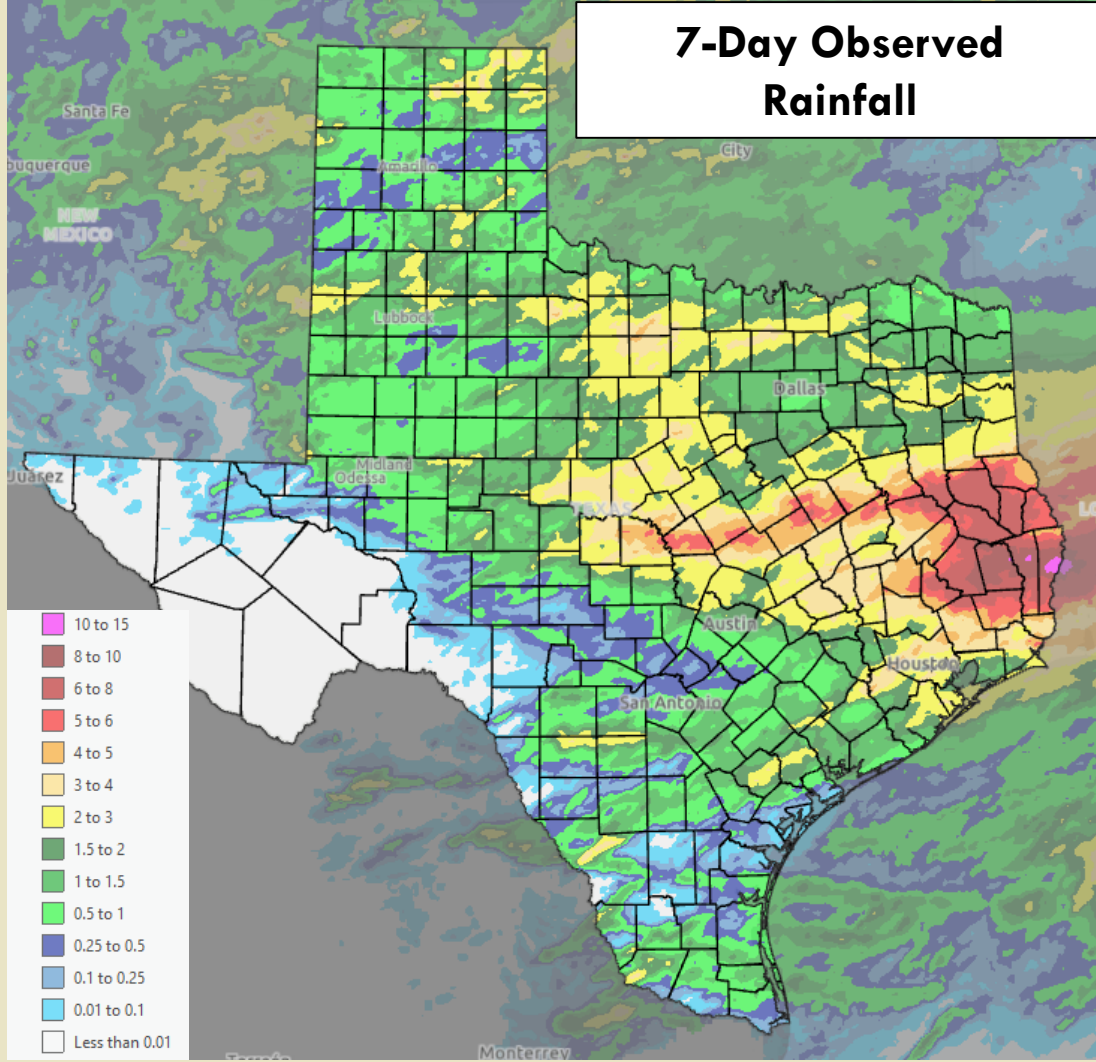 7-Day Observed
Rainfall
Santa Fe
buquerque
NEW
MEXICO
Amarillo
City
Lubbock
Dallas
Juárez
Midland
Odessa
TEXAS
LO
Austin
Houston
San Antonio
Monterrey
Torreón
10 to 15
8 to 10
6 to 8
5 to 6
4 to 5
3 to 4
2 to 3
1.5 to 2
1 to 1.5
0.5 to 1
0.25 to 0.5
0.1 to 0.25
0.01 to 0.1
Less than 0.01